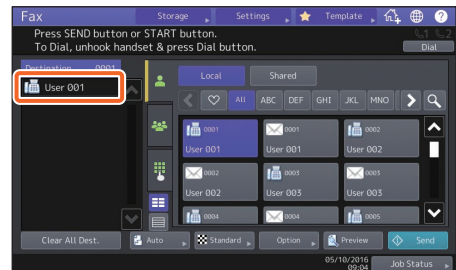 Fax Storage Settings Template
Press SEND button or START button.
To Dial, unhook handset & press Dial button.
Dial
Destination 0001
User 001
Local Shared
All ABC DEF GHI JKL MNO
0001 0001 0002
User 001 User 001 User 002
0002 0003 0003
User 002 User 003 User 003
0004 0004 0005
Clear All Dest. Auto Standard Option Preview Send
05/10/2016
09:04
Job Status